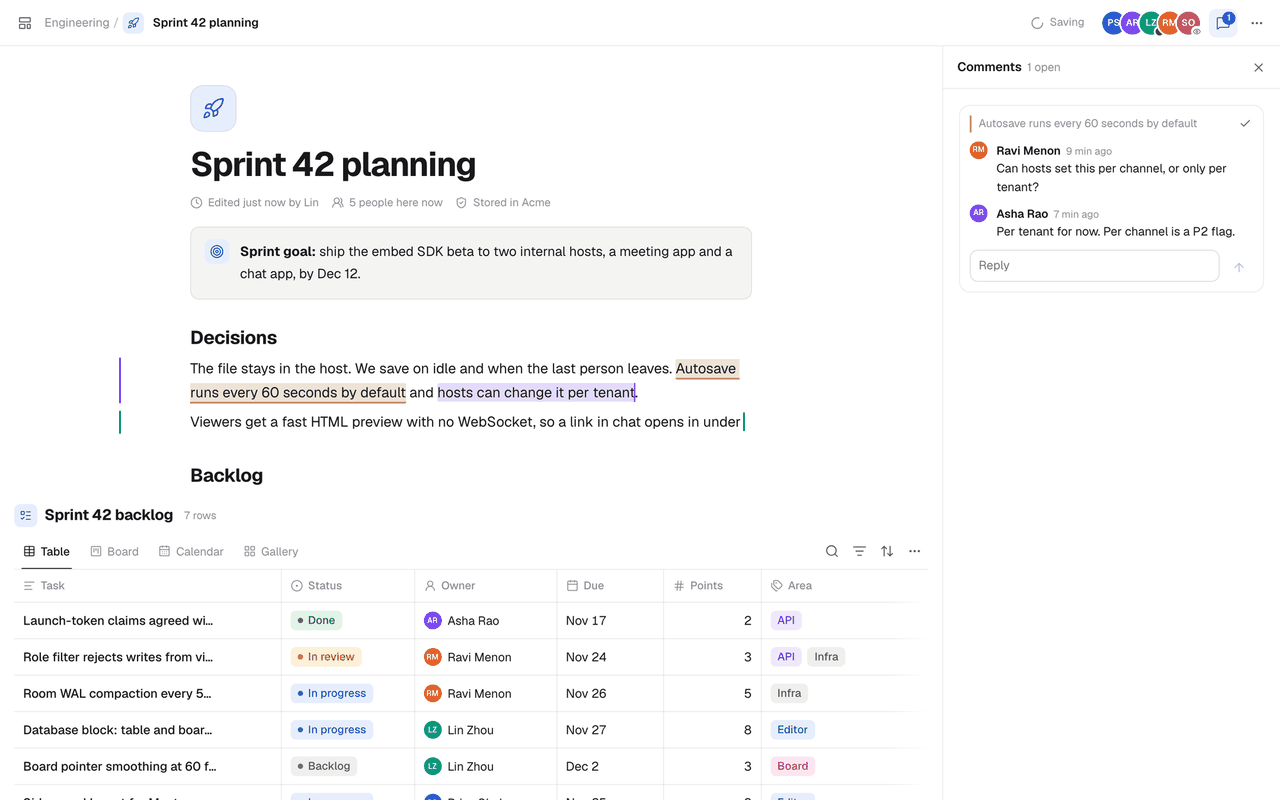 Engineering / Sprint 42 planning
Saving
PS AR LZ RM SO 1
Sprint 42 planning
Edited just now by Lin 5 people here now Stored in Acme
Sprint goal: ship the embed SDK beta to two internal hosts, a meeting app and a
chat app, by Dec 12.
Decisions
The file stays in the host. We save on idle and when the last person leaves. Autosave
runs every 60 seconds by default and hosts can change it per tenant.
Viewers get a fast HTML preview with no WebSocket, so a link in chat opens in under
Backlog
Sprint 42 backlog 7 rows
Table Board Calendar Gallery
Task Status Owner Due # Points Area
Launch-token claims agreed wi... Done AR Asha Rao Nov 17 2 API
Role filter rejects writes from vi... In review RM Ravi Menon Nov 24 3 API Infra
Room WAL compaction every 5... In progress RM Ravi Menon Nov 26 5 Infra
Database block: table and boar... In progress LZ Lin Zhou Nov 27 8 Editor
Board pointer smoothing at 60 f... Backlog LZ Lin Zhou Dec 2 3 Board
Comments 1 open
Autosave runs every 60 seconds by default
RM Ravi Menon 9 min ago
Can hosts set this per channel, or only per
tenant?
AR Asha Rao 7 min ago
Per tenant for now. Per channel is a P2 flag.
Reply